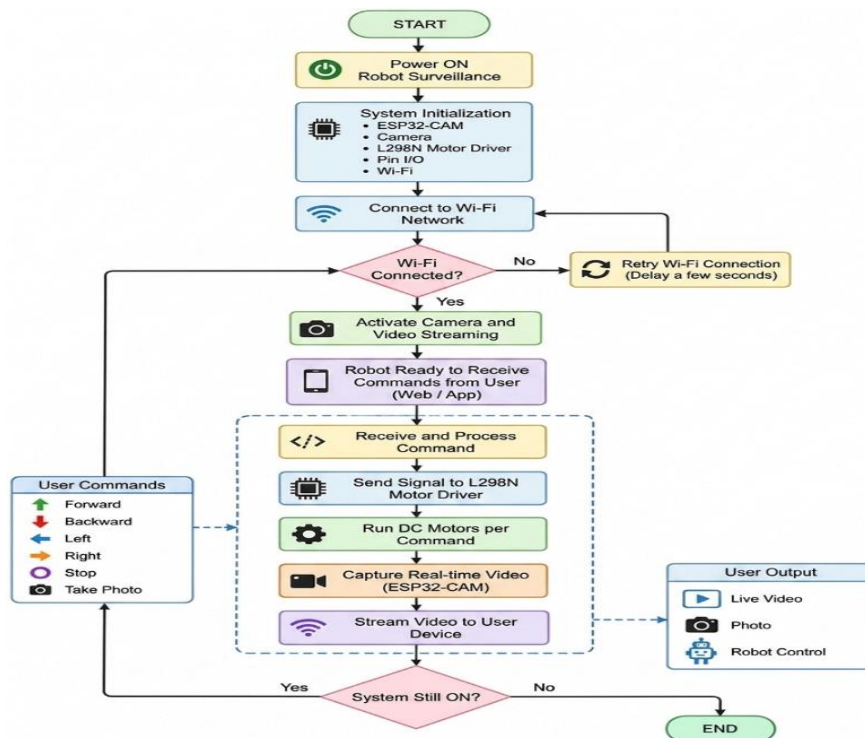 START
Power ON
Robot Surveillance
System Initialization
• ESP32-CAM
• Camera
• L298N Motor Driver
• Pin I/O
• Wi-Fi
Connect to Wi-Fi
Network
Wi-Fi
Connected?
No
Retry Wi-Fi Connection
(Delay a few seconds)
Yes
Activate Camera and
Video Streaming
Robot Ready to Receive
Commands from User
(Web / App)
Receive and Process
Command
Send Signal to L298N
Motor Driver
Run DC Motors per
Command
Capture Real-time Video
(ESP32-CAM)
Stream Video to User
Device
User Commands
Forward
Backward
Left
Right
Stop
Take Photo
User Output
Live Video
Photo
Robot Control
Yes
System Still ON?
No
END